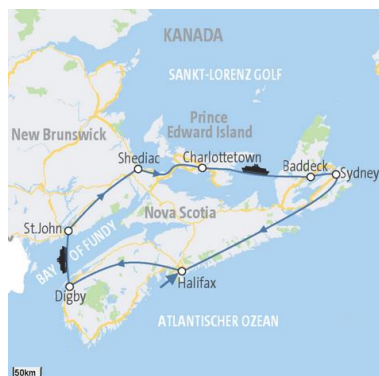 KANADA
SANKT-LORENZ GOLF
Prince
Edward Island
New Brunswick
Shediac
Charlottetown
Baddeck
Sydney
Nova Scotia
St.John
BAY OF FUNDY
Digby
Halifax
ATLANTISCHER OZEAN
50km